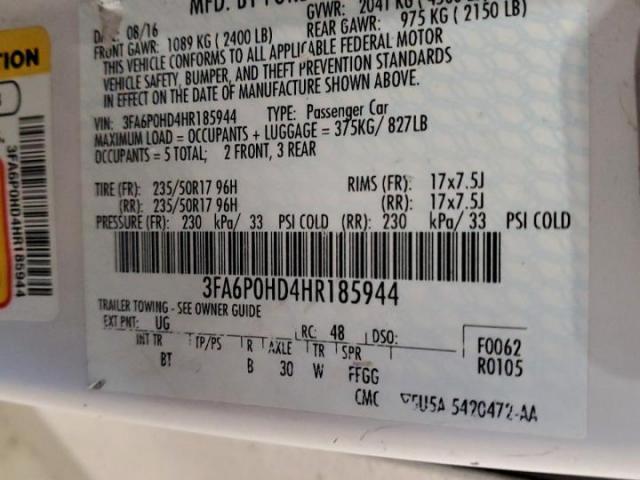 MFD. BY FORD
GVWR: 2041 KG
DATE: 08/16
REAR GAWR: 975 KG ( 2150 LB)
FRONT GAWR: 1089 KG ( 2400 LB)
THIS VEHICLE CONFORMS TO ALL APPLICABLE FEDERAL MOTOR
VEHICLE SAFETY, BUMPER, AND THEFT PREVENTION STANDARDS
IN EFFECT ON THE DATE OF MANUFACTURE SHOWN ABOVE.
VIN: 3FA6P0HD4HR185944 TYPE: Passenger Car
MAXIMUM LOAD = OCCUPANTS + LUGGAGE = 375KG/ 827LB
OCCUPANTS = 5 TOTAL; 2 FRONT, 3 REAR
TIRE (FR): 235/50R17 96H RIMS (FR): 17x7.5J
(RR): 235/50R17 96H (RR): 17x7.5J
PRESSURE (FR): 230 kPa/ 33 PSI COLD (RR): 230 kPa/ 33 PSI COLD
3FA6P0HD4HR185944
TRAILER TOWING - SEE OWNER GUIDE
EXT PNT: UG RC: 48 DSO: F0062
INT TR TP/PS R AXLE TR SPR R0105
BT B 30 W FFGG
CMC 5U5A 5420472-AA
TION
3FA6P0HD4HR185944